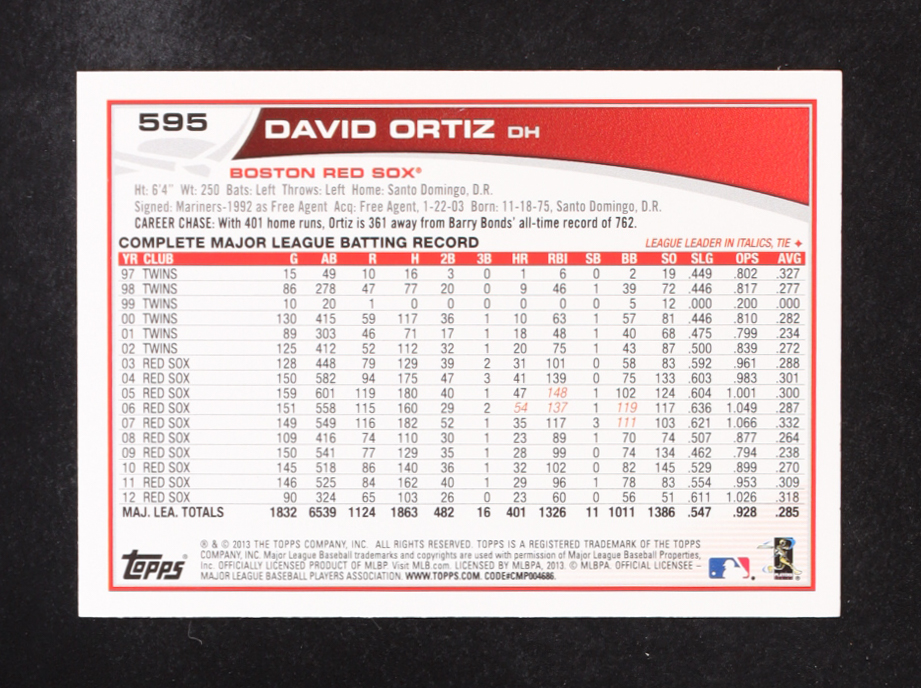 595
DAVID ORTIZ DH
BOSTON RED SOX®
Ht: 6'4" Wt: 250 Bats: Left Throws: Left Home: Santo Domingo, D.R.
Signed: Mariners-1992 as Free Agent Acq: Free Agent, 1-22-03 Born: 11-18-75, Santo Domingo, D.R.
CAREER CHASE: With 401 home runs, Ortiz is 361 away from Barry Bonds' all-time record of 762.
COMPLETE MAJOR LEAGUE BATTING RECORD LEAGUE LEADER IN ITALICS, TIE ✦
YR CLUB G AB R H 2B 3B HR RBI SB BB SO SLG OPS AVG
97 TWINS 15 49 10 16 3 0 1 6 0 2 19 .449 .802 .327
98 TWINS 86 278 47 77 20 0 9 46 1 39 72 .446 .817 .277
99 TWINS 10 20 1 0 0 0 0 0 0 5 12 .000 .200 .000
00 TWINS 130 415 59 117 36 1 10 63 1 57 81 .446 .810 .282
01 TWINS 89 303 46 71 17 1 18 48 1 40 68 .475 .799 .234
02 TWINS 125 412 52 112 32 1 20 75 1 43 87 .500 .839 .272
03 RED SOX 128 448 79 129 39 2 31 101 0 58 83 .592 .961 .288
04 RED SOX 150 582 94 175 47 3 41 139 0 75 133 .603 .983 .301
05 RED SOX 159 601 119 180 40 1 47 148 1 102 124 .604 1.001 .300
06 RED SOX 151 558 115 160 29 2 54 137 1 119 117 .636 1.049 .287
07 RED SOX 149 549 116 182 52 1 35 117 3 111 103 .621 1.066 .332
08 RED SOX 109 416 74 110 30 1 23 89 1 70 74 .507 .877 .264
09 RED SOX 150 541 77 129 35 1 28 99 0 74 134 .462 .794 .238
10 RED SOX 145 518 86 140 36 1 32 102 0 82 145 .529 .899 .270
11 RED SOX 146 525 84 162 40 1 29 96 1 78 83 .554 .953 .309
12 RED SOX 90 324 65 103 26 0 23 60 0 56 51 .611 1.026 .318
MAJ. LEA. TOTALS 1832 6539 1124 1863 482 16 401 1326 11 1011 1386 .547 .928 .285
® & © 2013 THE TOPPS COMPANY, INC. ALL RIGHTS RESERVED. TOPPS IS A REGISTERED TRADEMARK OF THE TOPPS
COMPANY, INC. Major League Baseball trademarks and copyrights are used with permission of Major League Baseball Properties,
Inc. OFFICIALLY LICENSED PRODUCT OF MLBP. Visit MLB.com. LICENSED BY MLBPA, 2013. © MLBPA. OFFICIAL LICENSEE –
MAJOR LEAGUE BASEBALL PLAYERS ASSOCIATION. WWW.TOPPS.COM. CODE#CMP004686.
Topps®